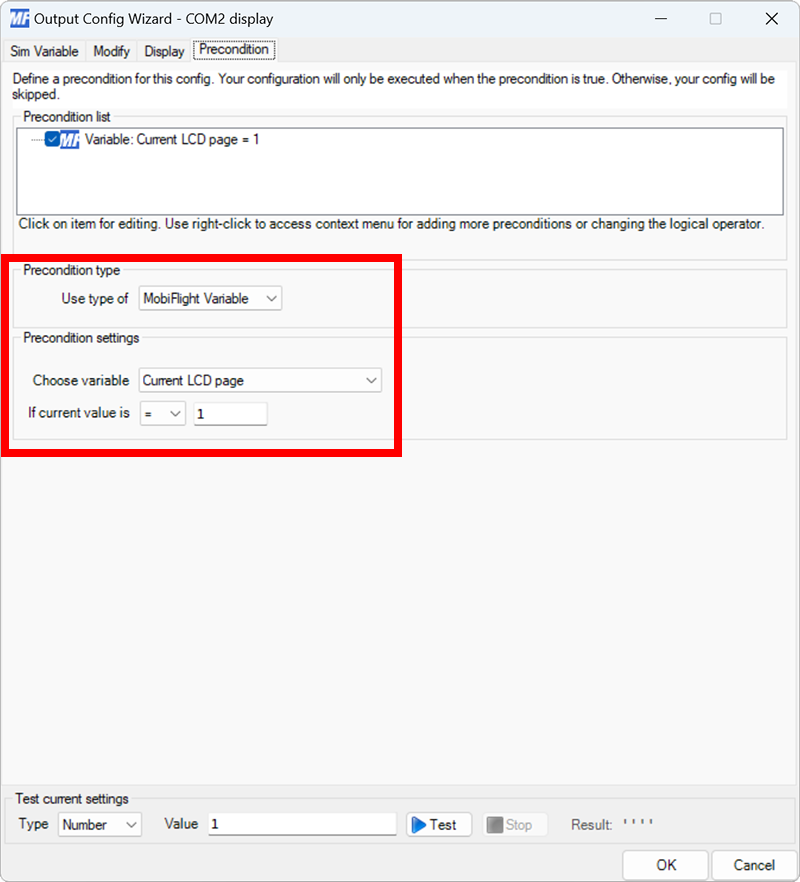 MF Output Config Wizard - COM2 display
Sim Variable Modify Display Precondition
Define a precondition for this config. Your configuration will only be executed when the precondition is true. Otherwise, your config will be
skipped.
Precondition list
MF Variable: Current LCD page = 1
Click on item for editing. Use right-click to access context menu for adding more preconditions or changing the logical operator.
Precondition type
Use type of MobiFlight Variable
Precondition settings
Choose variable Current LCD page
If current value is = 1
Test current settings
Type Number Value 1 Test Stop Result: ' ' ' '
OK Cancel